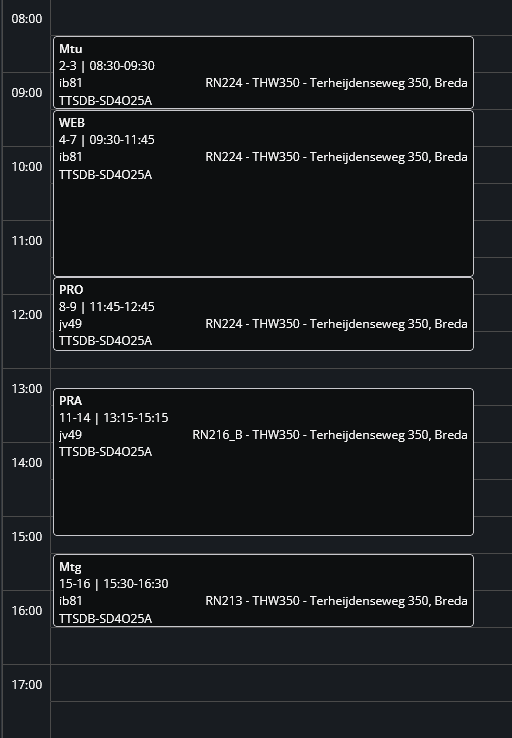 08:00
Mtu
2-3 | 08:30-09:30
ib81 RN224 - THW350 - Terheijdenseweg 350, Breda
09:00
TTSDB-SD4O25A
WEB
4-7 | 09:30-11:45
ib81 RN224 - THW350 - Terheijdenseweg 350, Breda
10:00
TTSDB-SD4O25A
11:00
PRO
8-9 | 11:45-12:45
12:00
jv49 RN224 - THW350 - Terheijdenseweg 350, Breda
TTSDB-SD4O25A
13:00
PRA
11-14 | 13:15-15:15
jv49 RN216_B - THW350 - Terheijdenseweg 350, Breda
TTSDB-SD4O25A
14:00
15:00
Mtg
15-16 | 15:30-16:30
ib81 RN213 - THW350 - Terheijdenseweg 350, Breda
16:00
TTSDB-SD4O25A
17:00